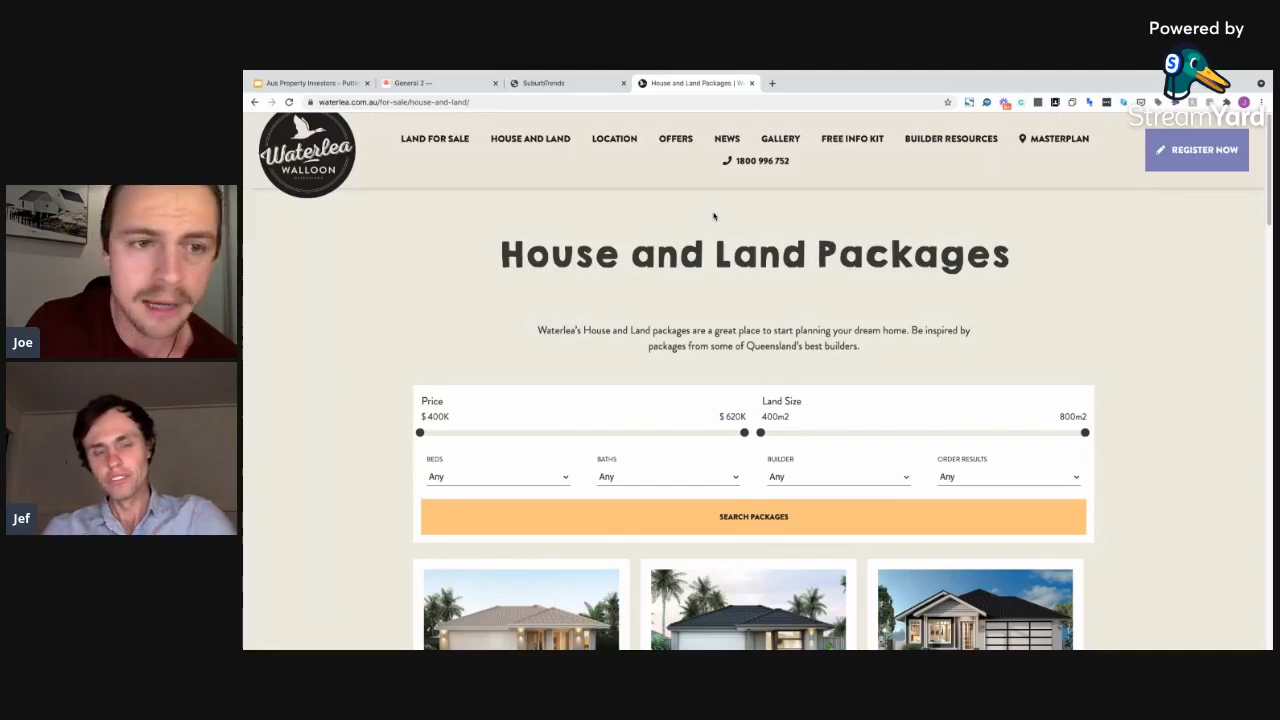 Powered by
StreamYard
Aus Property Investors - Putti
General 2 —
SuburbTrends
House and Land Packages | W
waterlea.com.au/for-sale/house-and-land/
Waterlea
WALLOON
LAND FOR SALE
HOUSE AND LAND
LOCATION
OFFERS
NEWS
GALLERY
FREE INFO KIT
BUILDER RESOURCES
MASTERPLAN
1800 996 752
REGISTER NOW
House and Land Packages
Waterlea's House and Land packages are a great place to start planning your dream home. Be inspired by
packages from some of Queensland's best builders.
Price
$ 400K
$ 620K
Land Size
400m2
800m2
BEDS
BATHS
BUILDER
ORDER RESULTS
Any
Any
Any
Any
SEARCH PACKAGES
Joe
Jef